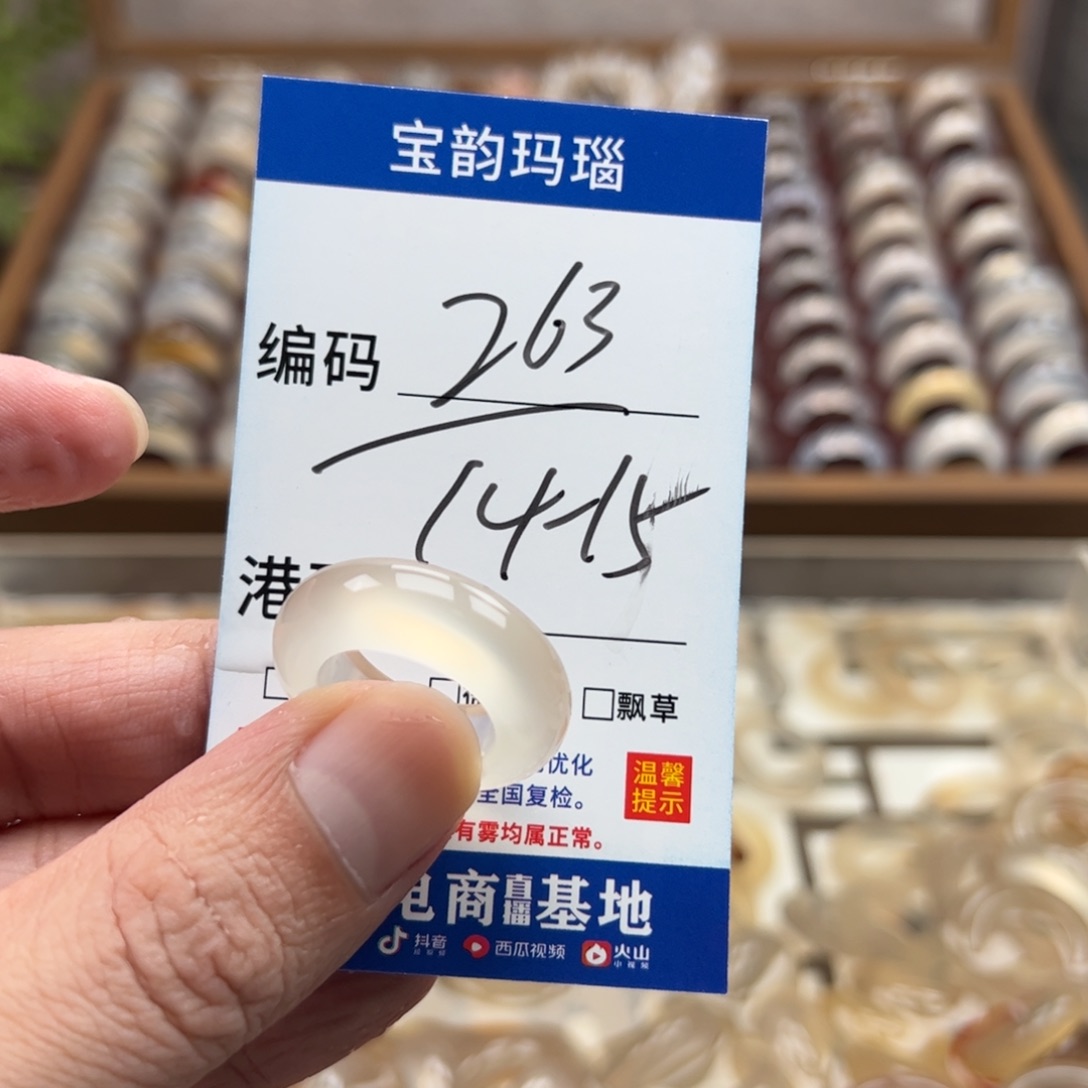 宝韵玛瑙
编码 263
14-15
港
□ □ □飘草
优化
全国复检。
温馨
提示
有雾均属正常。
电商直播基地
抖音 西瓜视频 火山